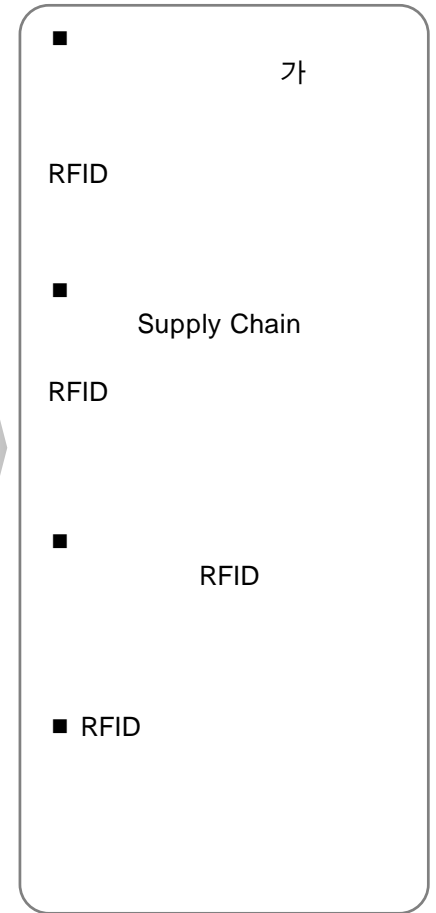 ■
가
RFID
■
Supply Chain
RFID
■
RFID
■ RFID